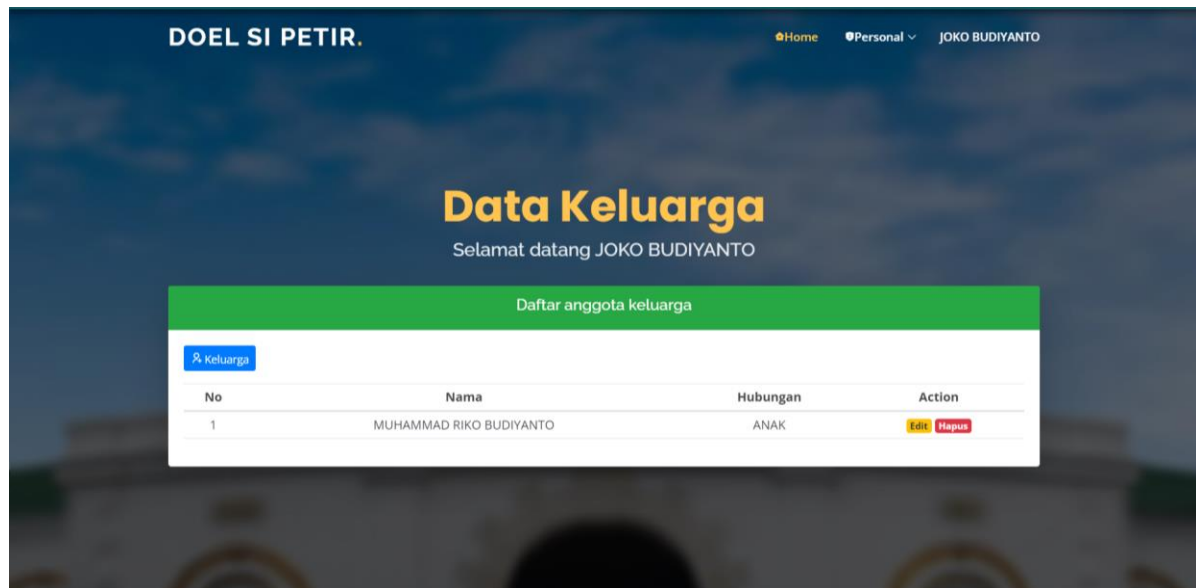 DOEL SI PETIR.
Home Personal JOKO BUDIYANTO
Data Keluarga
Selamat datang JOKO BUDIYANTO
Daftar anggota keluarga
Keluarga
No Nama Hubungan Action
1 MUHAMMAD RIKO BUDIYANTO ANAK Edit Hapus